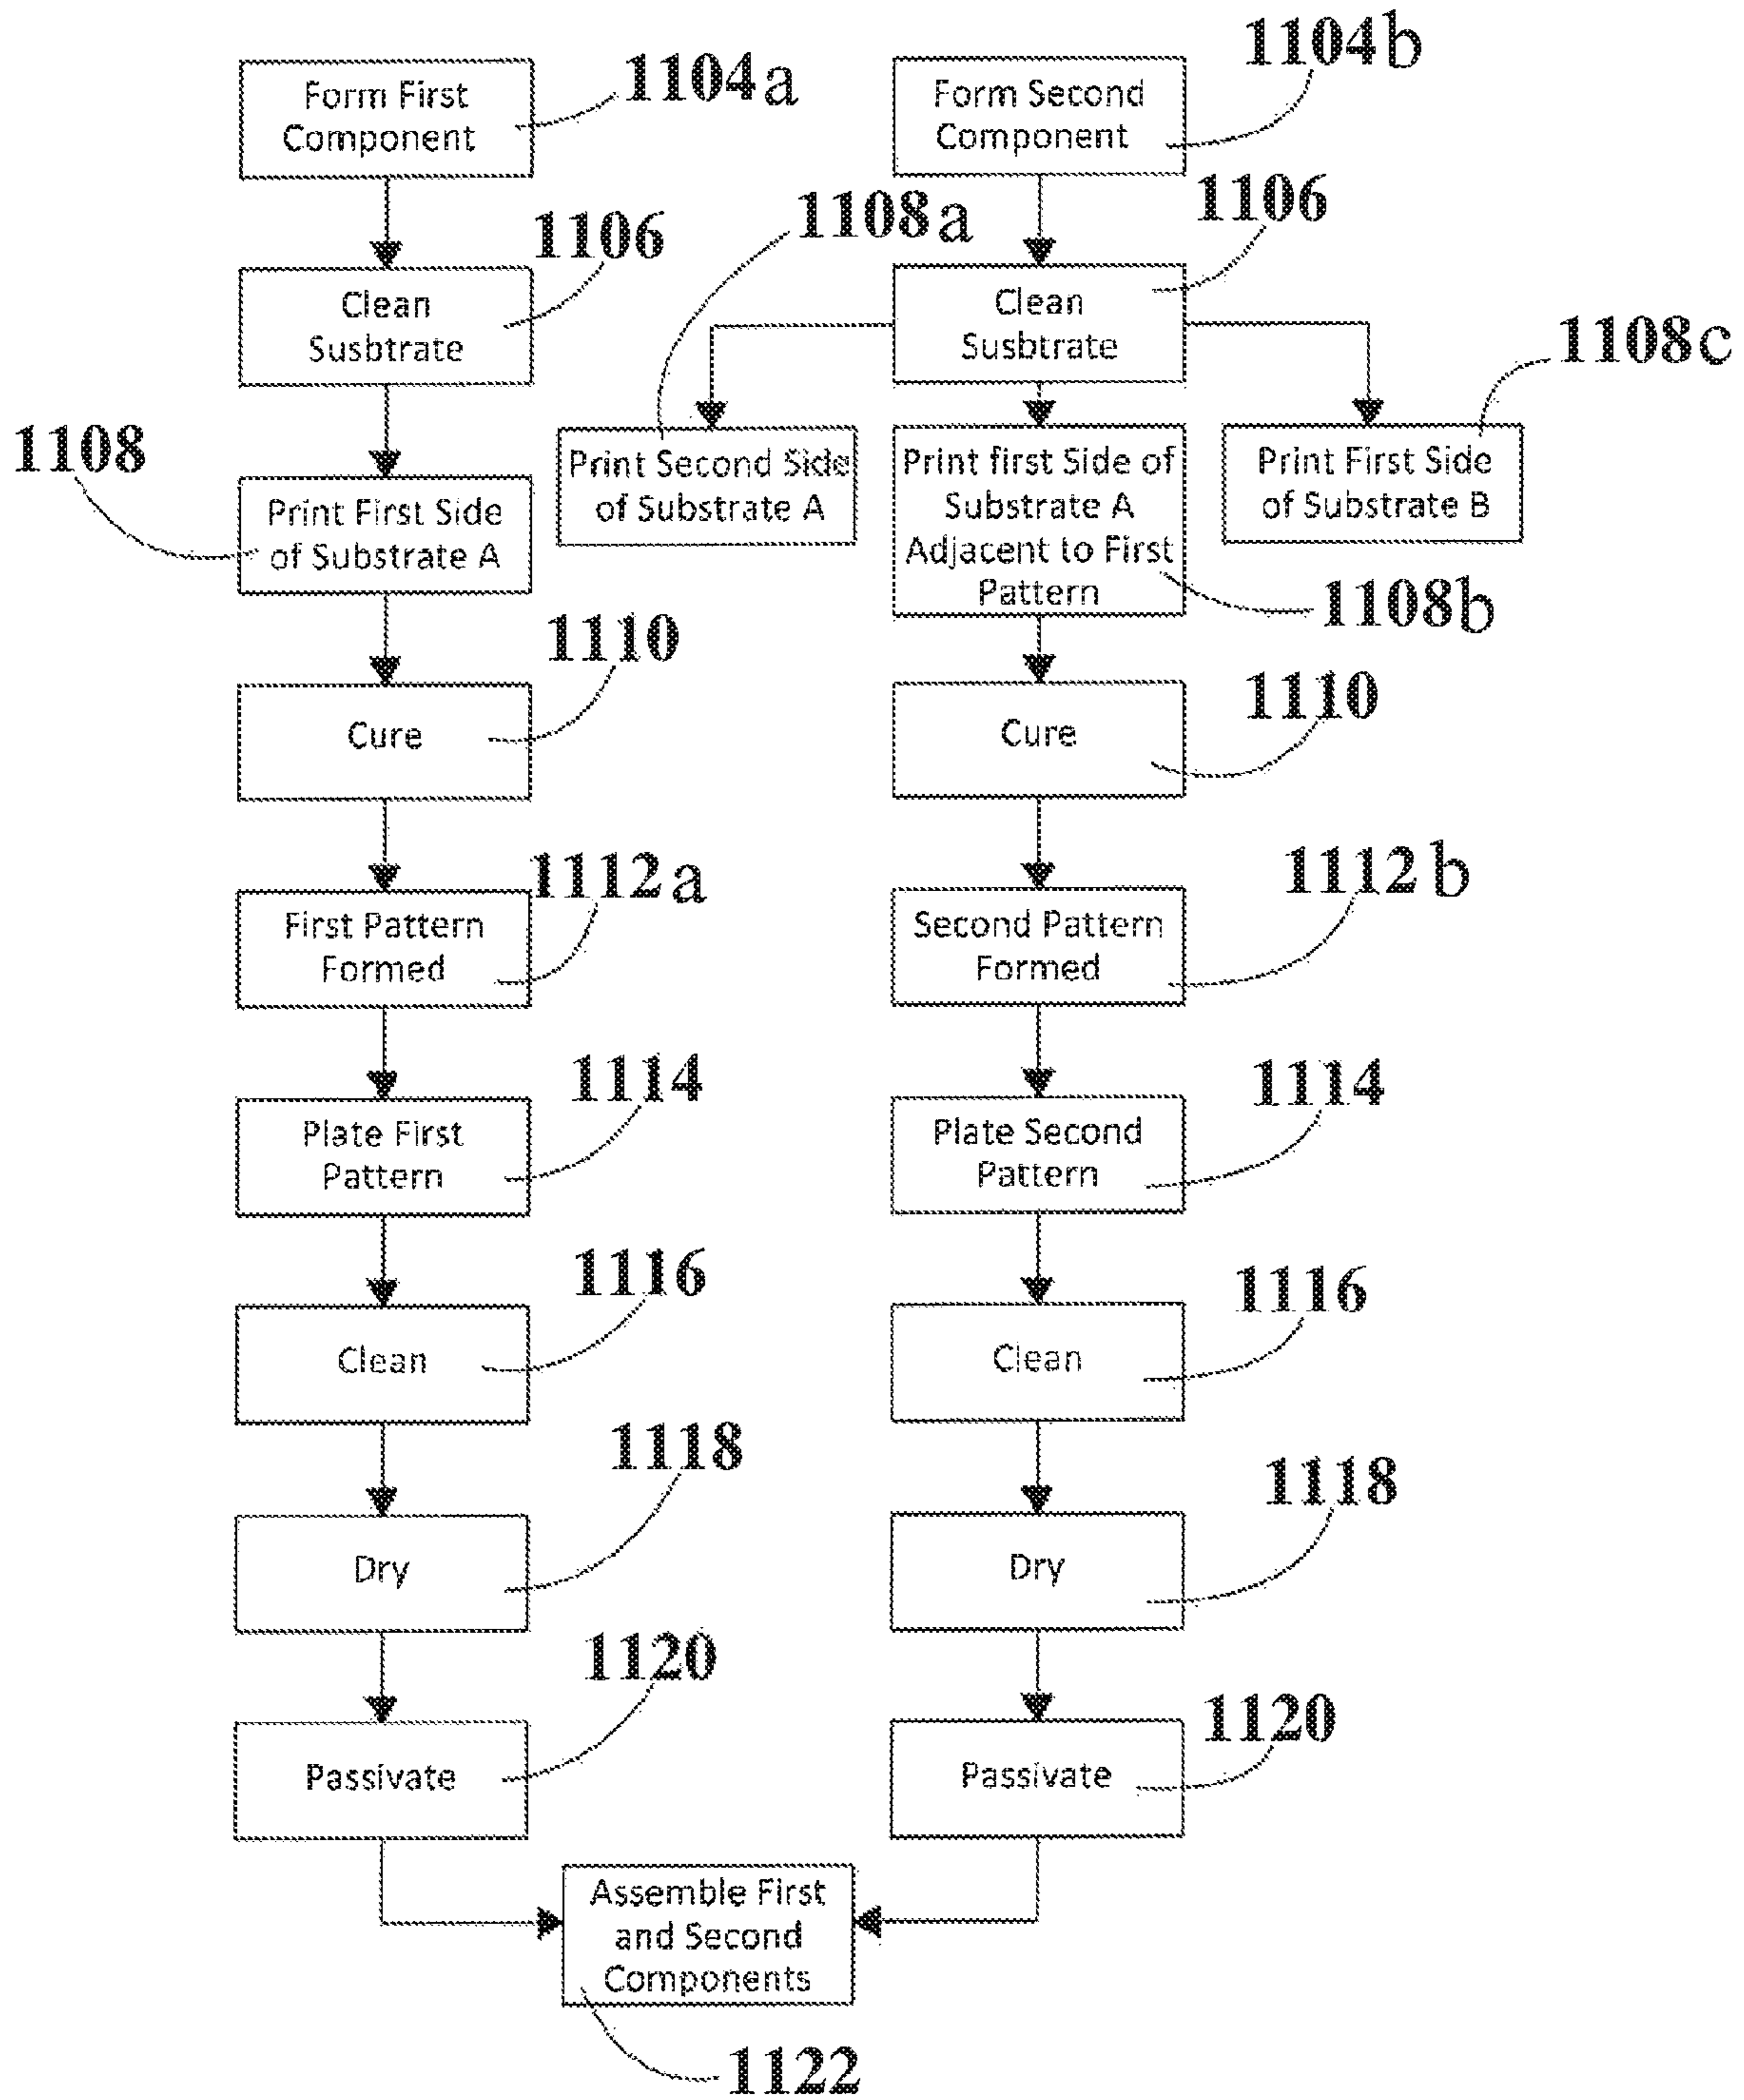 1104b
1104a
Form First
Component
Form Second
Component
1106
1108a
1106
Clean
Susbtrate
Clean
Susbtrate
1108c
1108
Print First Side
of Substrate A
Print Second Side
of Substrate A
Print first Side of
Substrate A
Adjacent to First
Pattern
Print First Side
of Substrate B
1108b
1110
1110
Cure
Cure
1112a
1112b
First Pattern
Formed
Second Pattern
Formed
1114
1114
Plate First
Pattern
Plate Second
Pattern
1116
1116
Clean
Clean
1118
1118
Dry
Dry
1120
1120
Passivate
Passivate
Assemble First
and Second
Components
1122